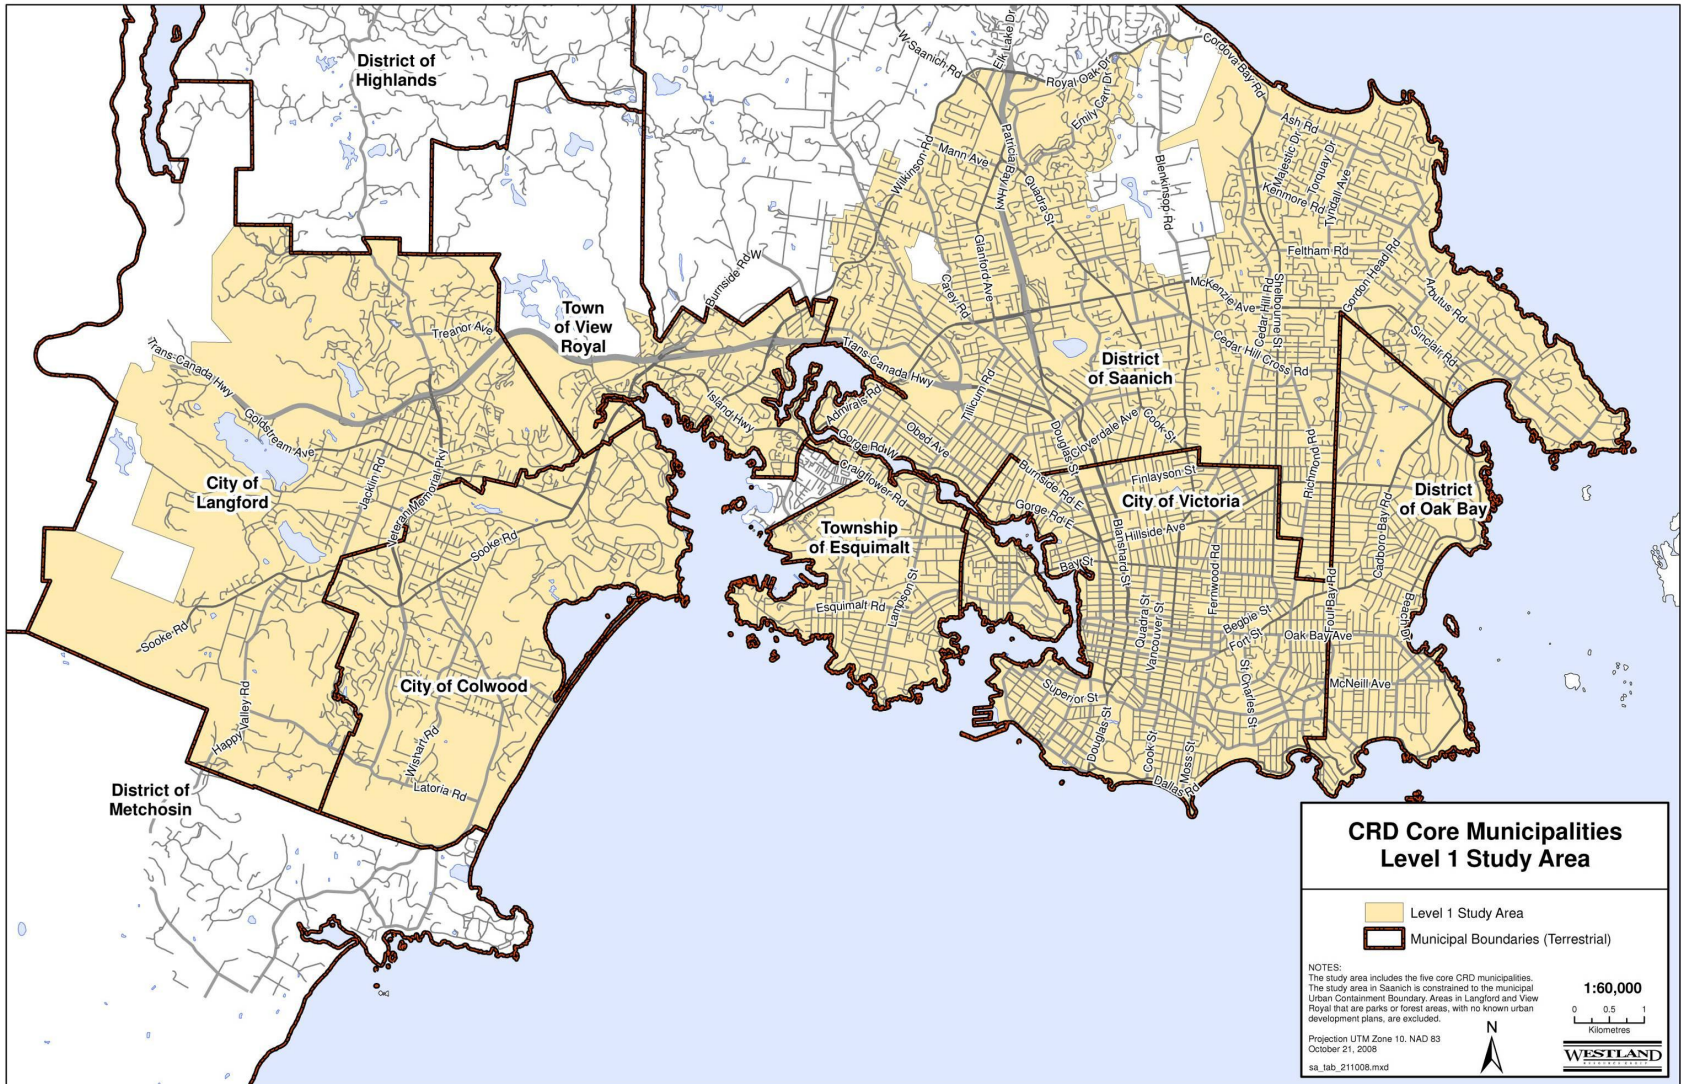 District of
Highlands
W Saanich Rd
Elk Lake Dr
Royal Oak Dr
Emily Carr Dr
Cordova Bay Rd
Ash Rd
Majestic Dr
Torquay Dr
Tyndall Ave
Kenmore Rd
Mann Ave
Wilkinson Rd
Patricia Bay Hwy
Quadra St
Blenkinsop Rd
Feltham Rd
Gordon Head Rd
Arbutus Rd
Sinclair Rd
Glanford Ave
Carey Rd
Burnside Rd W
McKenzie Ave
Cedar Hill Rd
Shelbourne St
Cedar Hill Cross Rd
Town
of View
Royal
Treanor Ave
Trans-Canada Hwy
Trans-Canada Hwy
District
of Saanich
Goldstream Ave
Island Hwy
Admirals Rd
Tillicum Rd
Obed Ave
Gorge Rd W
Craigflower Rd
Douglas St
Cloverdale Ave
Cook St
Richmond Rd
City of
Langford
Jacklin Rd
Veterans Memorial Pky
Sooke Rd
Burnside Rd E
Gorge Rd E
Finlayson St
City of Victoria
Hillside Ave
Blanshard St
Cadboro Bay Rd
District
of Oak Bay
Township
of Esquimalt
Bay St
Fernwood Rd
Esquimalt Rd
Lampson St
Quadra St
Vancouver St
Begbie St
Fort St
Oak Bay Ave
Foul Bay Rd
Beach Dr
Sooke Rd
City of Colwood
Superior St
St Charles St
McNeill Ave
Happy Valley Rd
Wishart Rd
Latoria Rd
Douglas St
Cook St
Moss St
Dallas Rd
District of
Metchosin
CRD Core Municipalities
Level 1 Study Area
Level 1 Study Area
Municipal Boundaries (Terrestrial)
NOTES:
The study area includes the five core CRD municipalities.
The study area in Saanich is constrained to the municipal
Urban Containment Boundary. Areas in Langford and View
Royal that are parks or forest areas, with no known urban
development plans, are excluded.
1:60,000
0 0.5 1
Kilometres
Projection UTM Zone 10. NAD 83
October 21, 2008
sa_tab_211008.mxd
N
WESTLAND